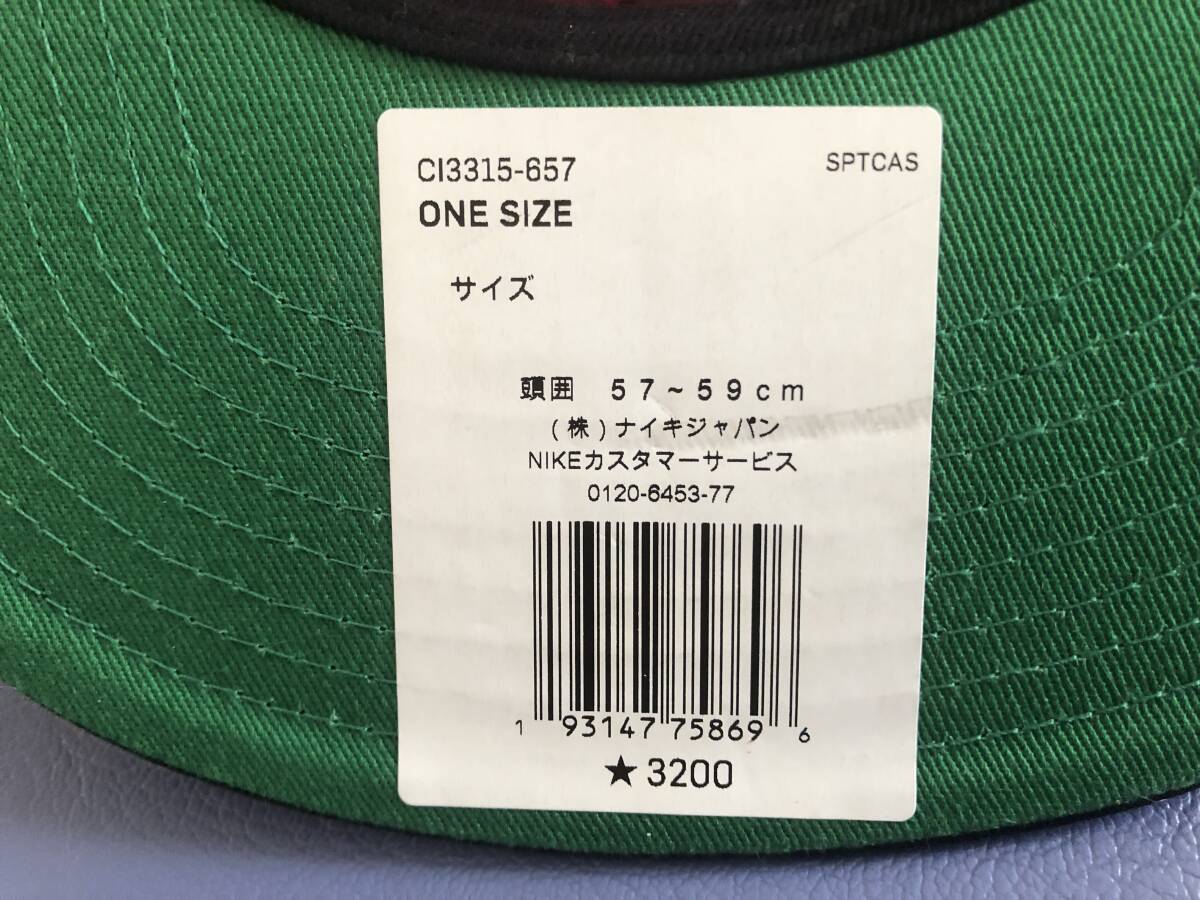 CI3315-657
SPTCAS
ONE SIZE
サイズ
頭囲 57~59cm
(株)ナイキジャパン
NIKEカスタマーサービス
0120-6453-77
1 93147 75869 6
★3200